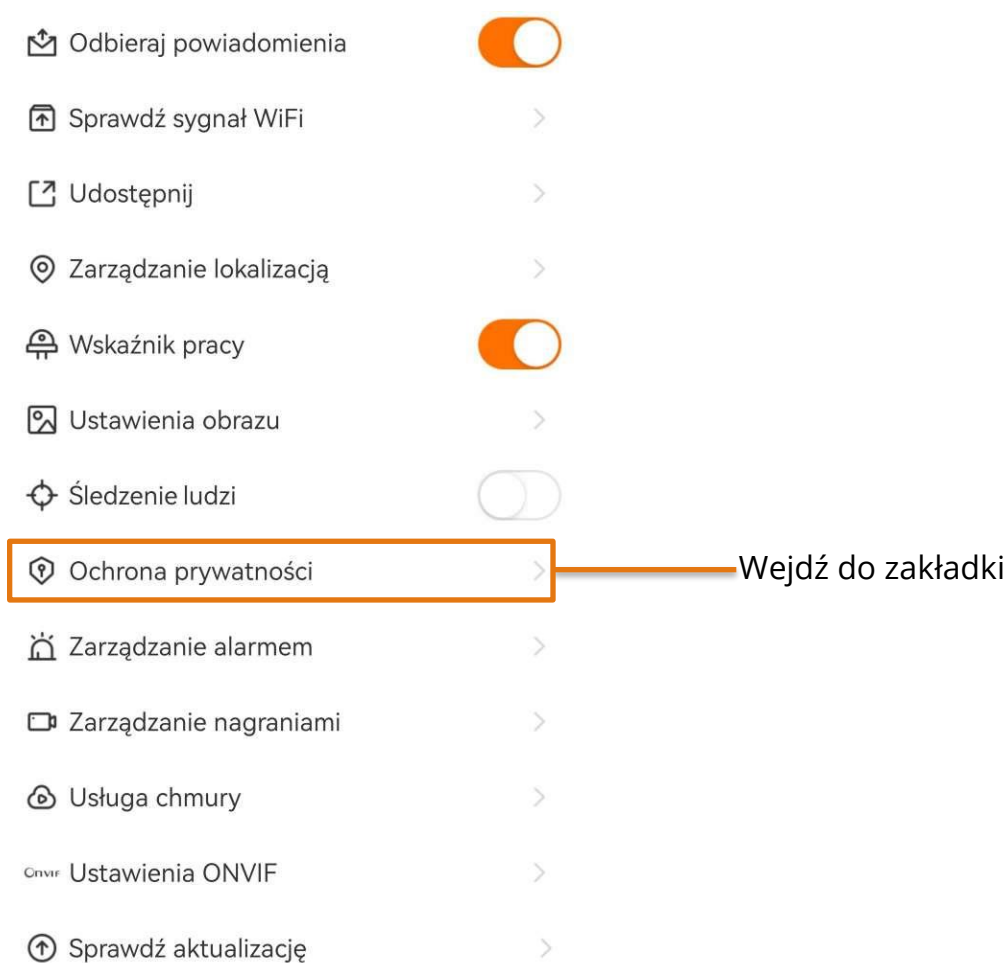 Odbieraj powiadomienia
Sprawdź sygnał WiFi
Udostępnij
Zarządzanie lokalizacją
Wskaźnik pracy
Ustawienia obrazu
Śledzenie ludzi
Ochrona prywatności
Wejdź do zakładki
Zarządzanie alarmem
Zarządzanie nagraniami
Usługa chmury
Onvif Ustawienia ONVIF
Sprawdź aktualizację